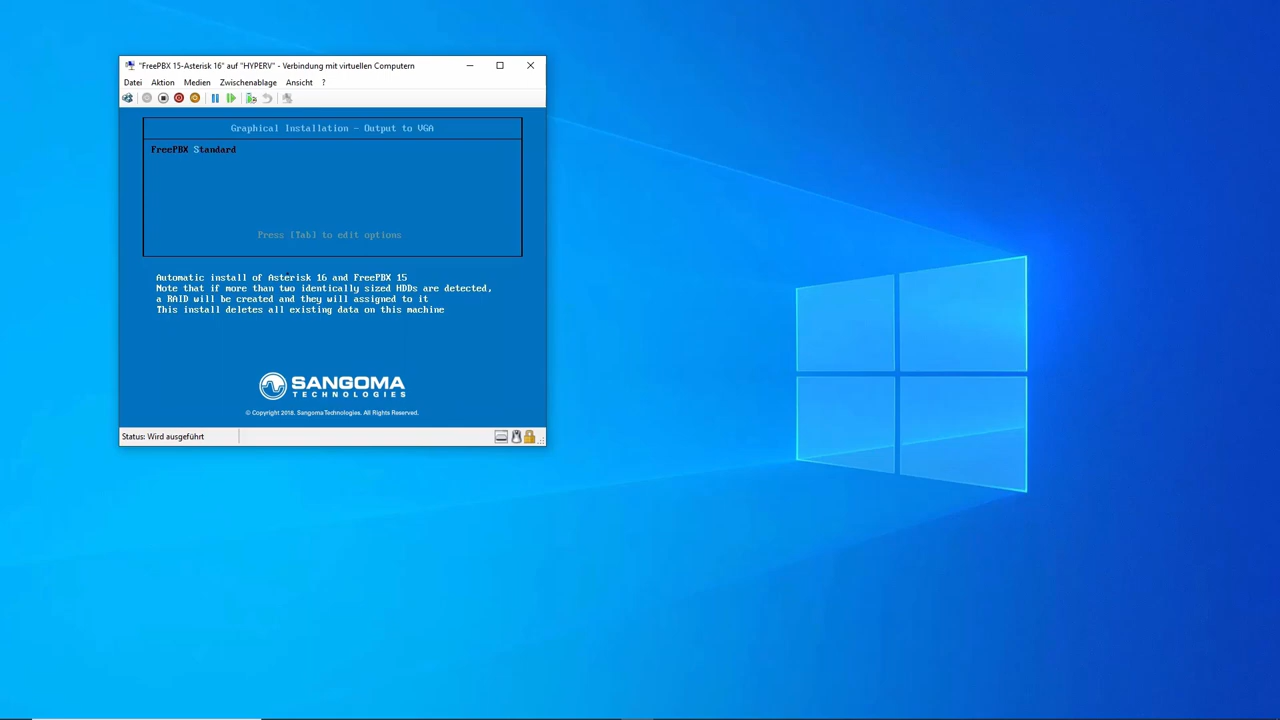 "FreePBX 15-Asterisk 16" auf "HYPERV" - Verbindung mit virtuellen Computern
Datei Aktion Medien Zwischenablage Ansicht ?
Graphical Installation - Output to VGA
FreePBX Standard
Press [Tab] to edit options
Automatic install of Asterisk 16 and FreePBX 15
Note that if more than two identically sized HDDs are detected,
a RAID will be created and they will assigned to it
This install deletes all existing data on this machine
SANGOMA
TECHNOLOGIES
© Copyright 2018. Sangoma Technologies. All Rights Reserved.
Status: Wird ausgeführt